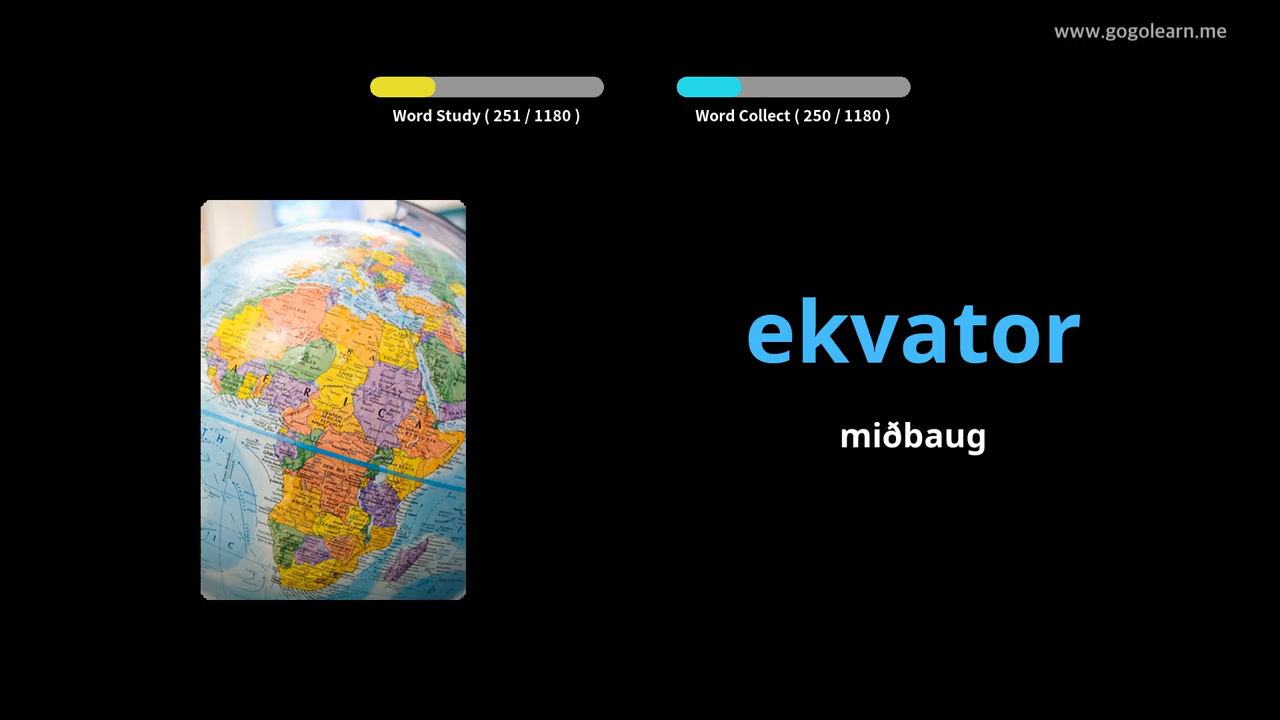 www.gogolearn.me
Word Study ( 251 / 1180 )
Word Collect ( 250 / 1180 )
ekvator
miðbaug
A F R I C A